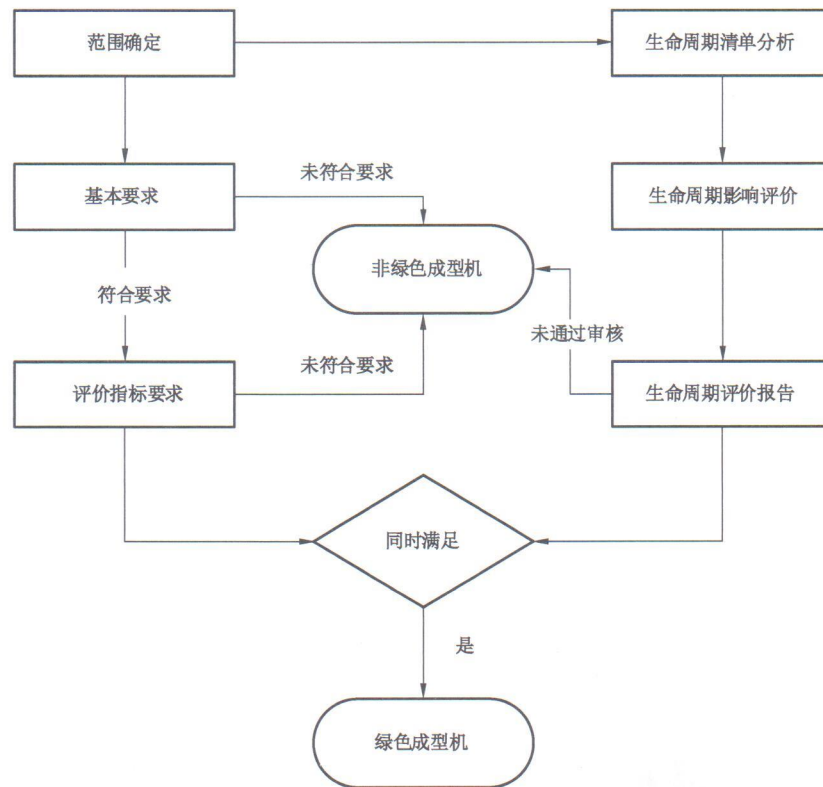 范围确定
生命周期清单分析
基本要求
未符合要求
生命周期影响评价
非绿色成型机
符合要求
未通过审核
评价指标要求
未符合要求
生命周期评价报告
同时满足
是
绿色成型机